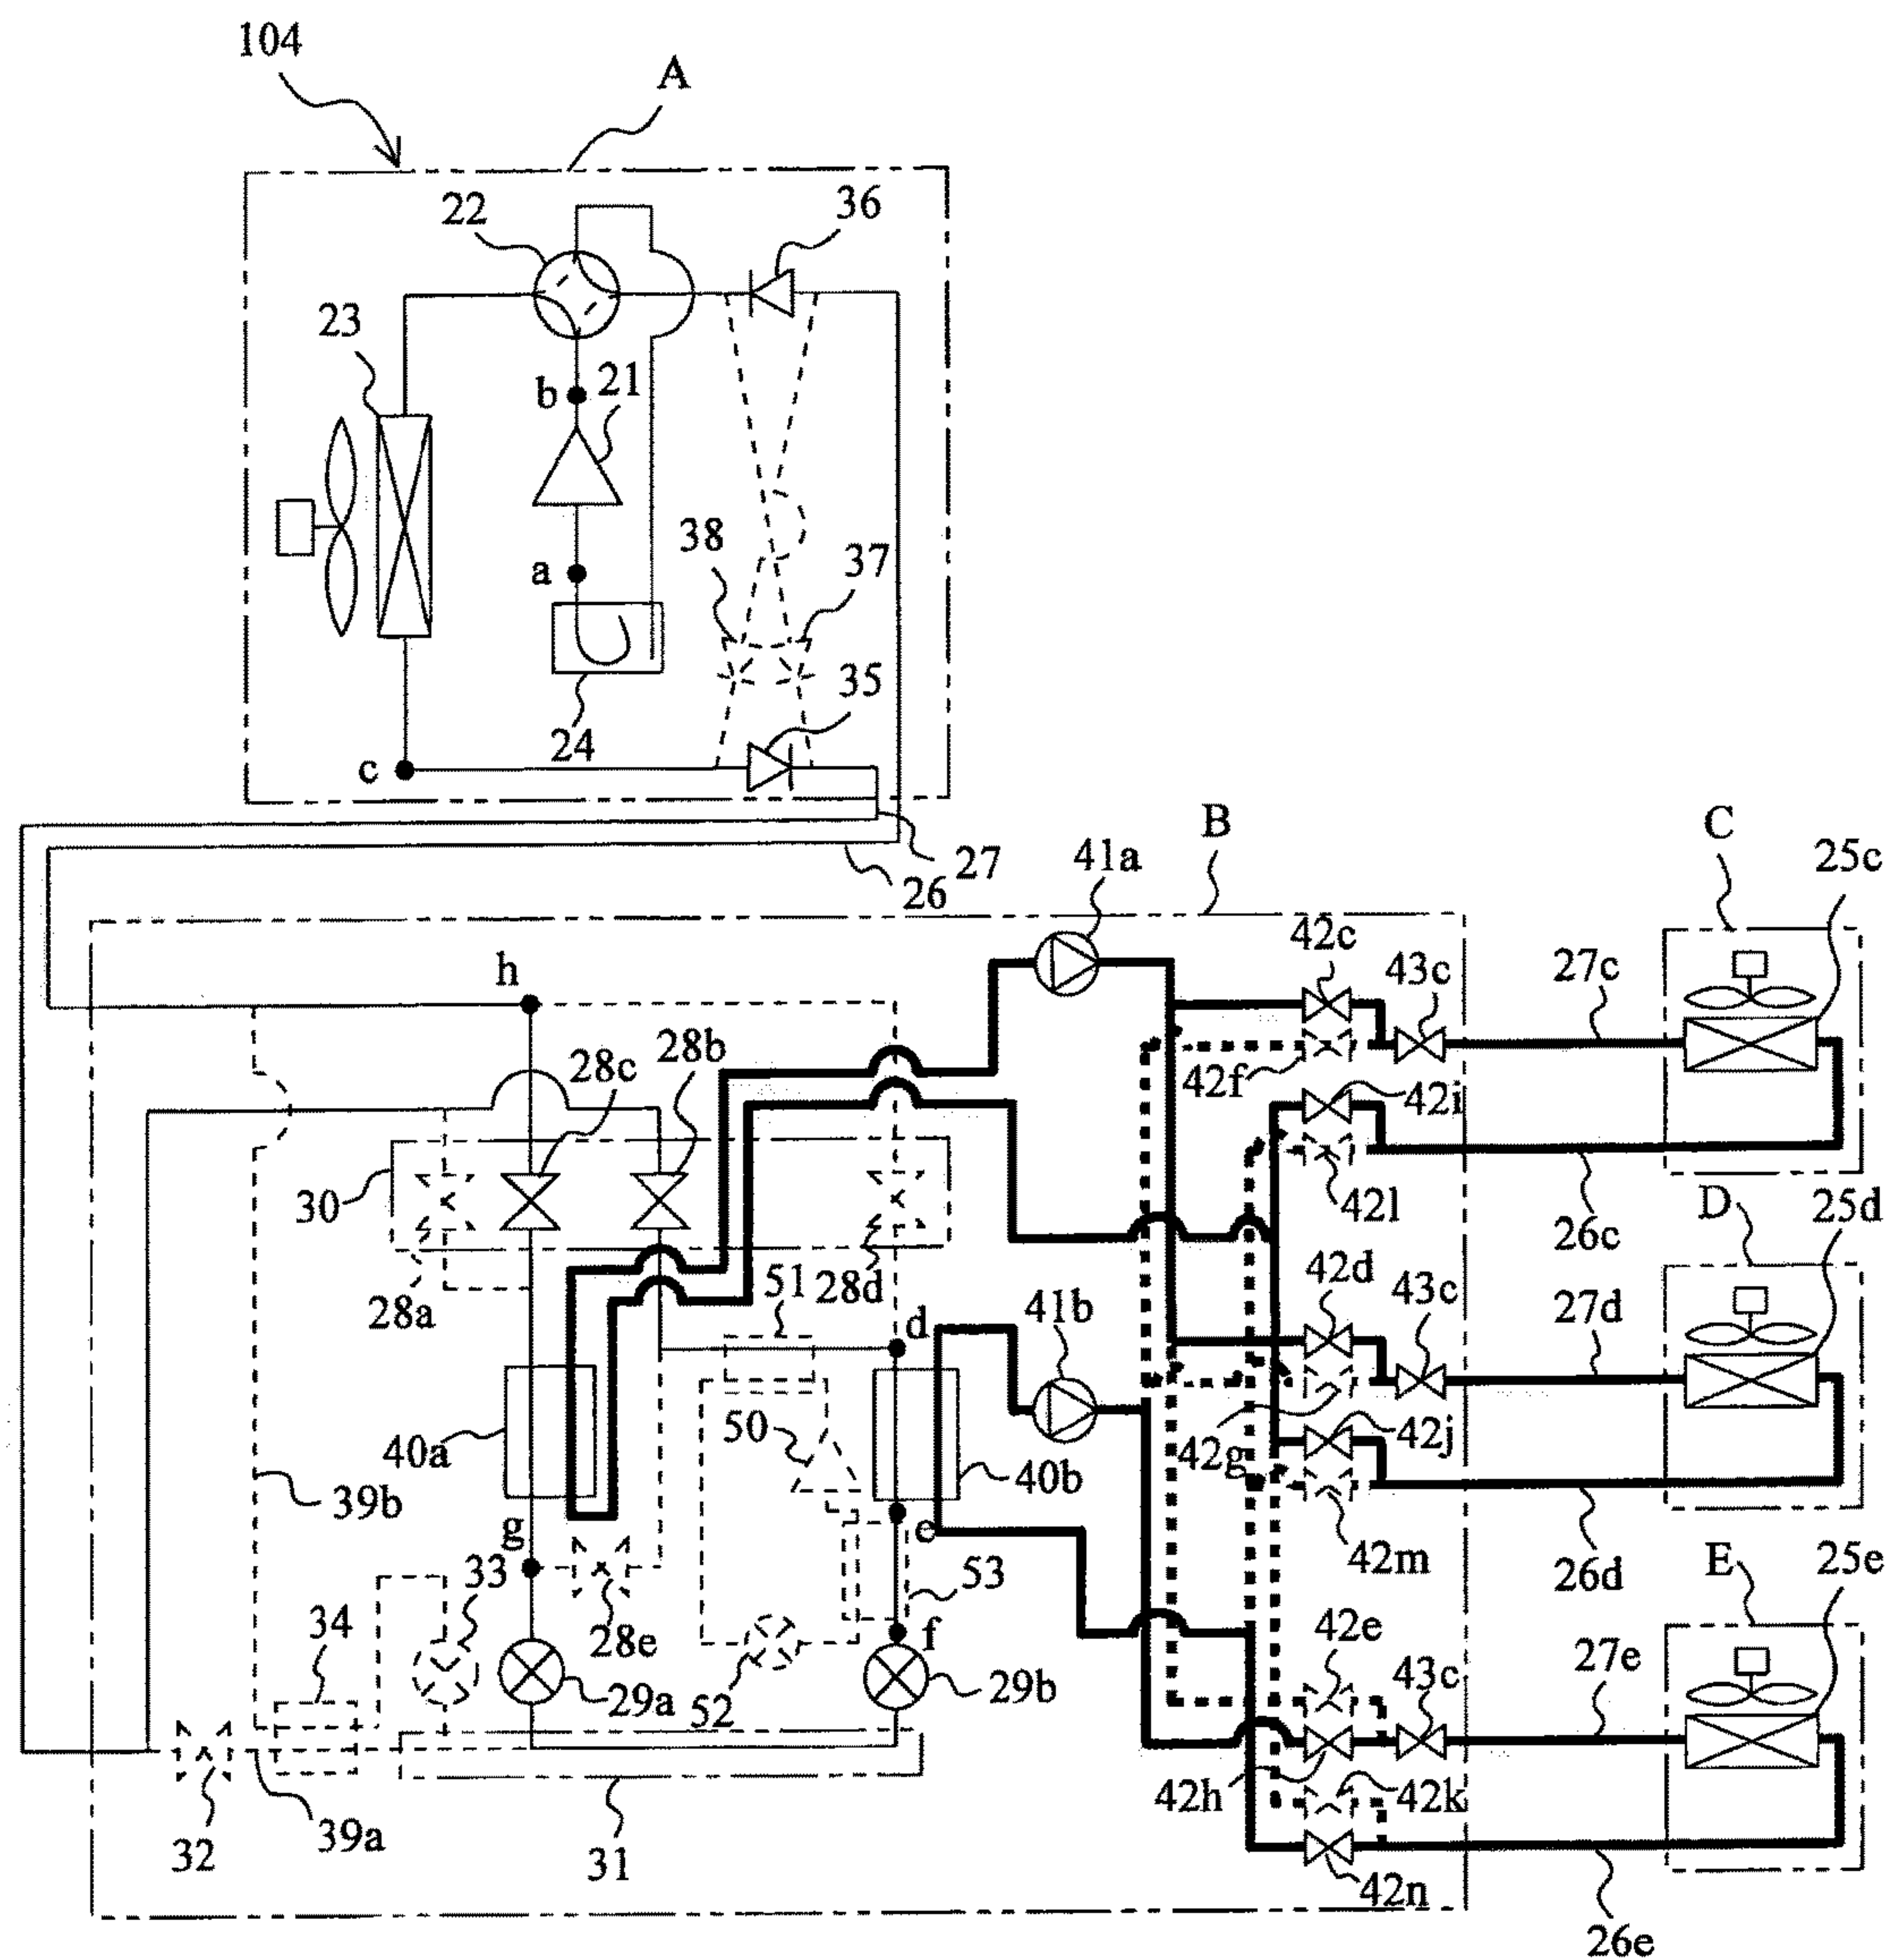 104
A
22
36
23
b
21
a
38
37
35
24
c
B
C
27
26
41a
25c
42c
43c
27c
h
28c
28b
42f
42i
30
42l
26c
D
25d
28a
51
28d
42d
43c
27d
d
41b
40a
50
40b
42g
42j
39b
g
e
42m
26d
E
25e
33
53
34
28e
f
42e
43c
27e
29a
52
29b
32
39a
31
42h
42k
42n
26e